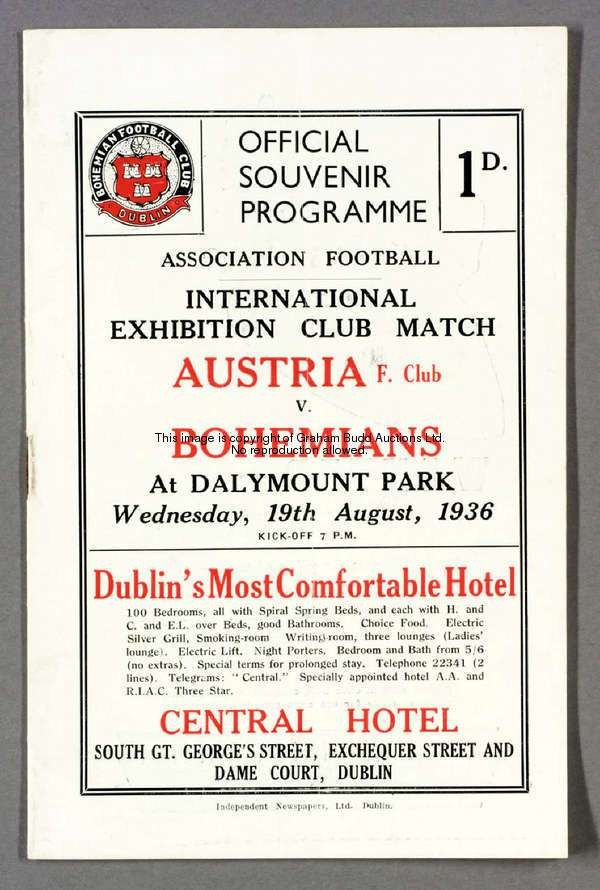 BOHEMIAN FOOTBALL CLUB
DUBLIN
OFFICIAL
SOUVENIR
PROGRAMME
1D.
ASSOCIATION FOOTBALL
INTERNATIONAL
EXHIBITION CLUB MATCH
AUSTRIA F. Club
V.
BOHEMIANS
This image is copyright of Graham Budd Auctions Ltd.
No reproduction allowed.
At DALYMOUNT PARK
Wednesday, 19th August, 1936
KICK-OFF 7 P.M.
Dublin's Most Comfortable Hotel
100 Bedrooms, all with Spiral Spring Beds, and each with H. and
C. and E.L. over Beds, good Bathrooms. Choice Food. Electric
Silver Grill, Smoking-room Writing-room, three lounges (Ladies'
lounge). Electric Lift. Night Porters. Bedroom and Bath from 5/6
(no extras). Special terms for prolonged stay. Telephone 22341 (2
lines). Telegrams: "Central." Specially appointed hotel A.A. and
R.I.A.C. Three Star.
CENTRAL HOTEL
SOUTH GT. GEORGE'S STREET, EXCHEQUER STREET AND
DAME COURT, DUBLIN
Independent Newspapers, Ltd. Dublin.